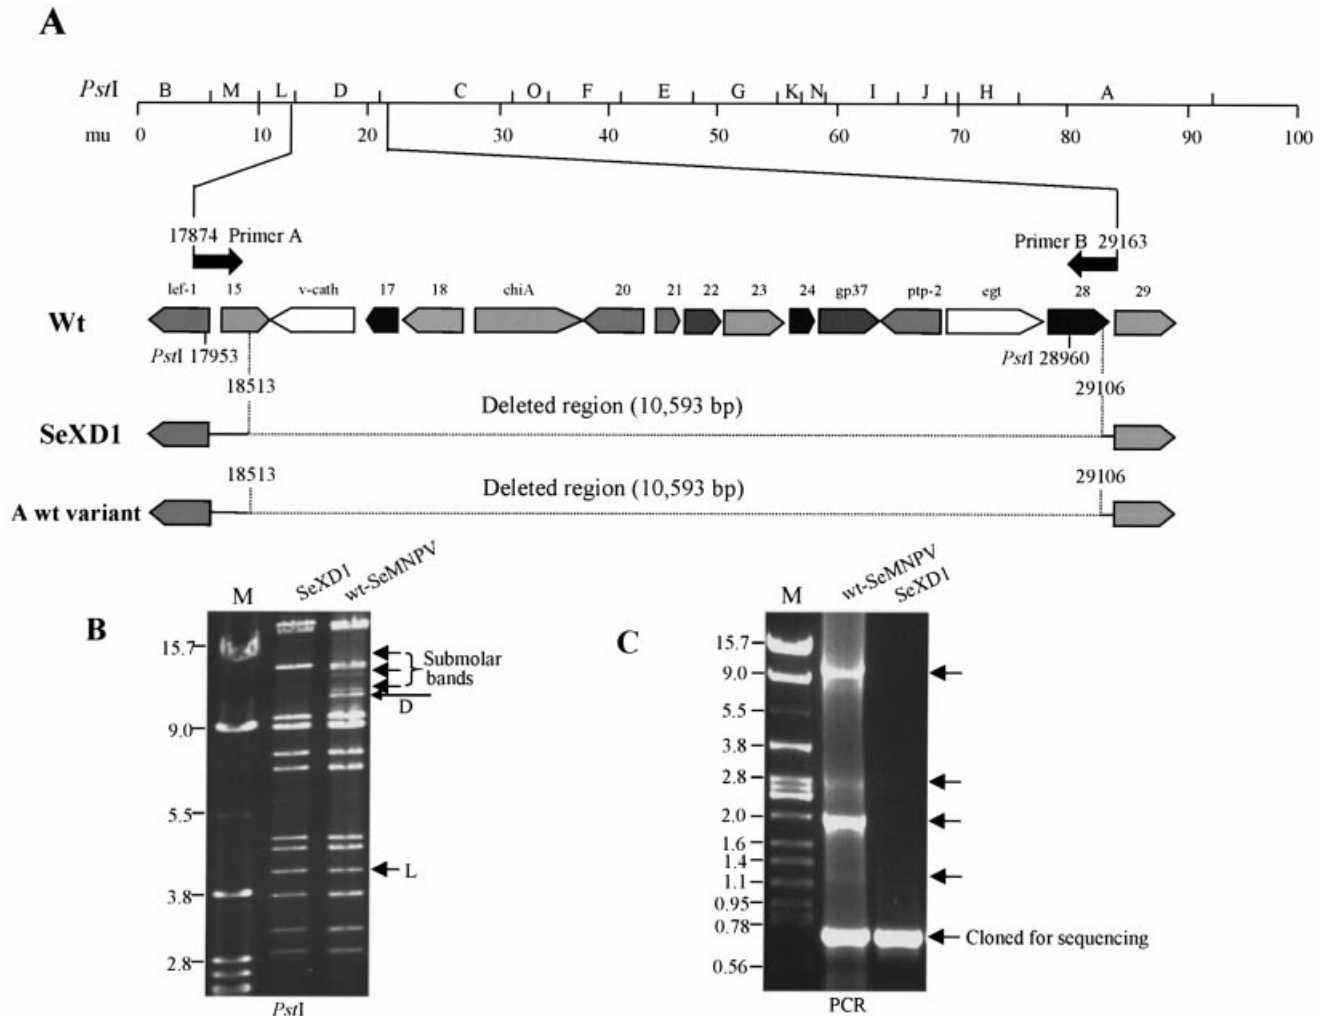 A
PstI B M L D C O F E G K N I J H A
mu 0 10 20 30 40 50 60 70 80 90 100
17874 Primer A
Primer B 29163
lef-1 15 v-cath 17 18 chiA 20 21 22 23 24 gp37 ptp-2 egt 28 29
Wt
PstI 17953
PstI 28960
18513
29106
Deleted region (10,593 bp)
SeXD1
18513
29106
Deleted region (10,593 bp)
A wt variant
B
M SeXD1 wt-SeMNPV
15.7
Submolar
bands
D
9.0
5.5
L
3.8
2.8
PstI
C
M wt-SeMNPV SeXD1
15.7
9.0
5.5
3.8
2.8
2.0
1.6
1.4
1.1
0.95
0.78
Cloned for sequencing
0.56
PCR